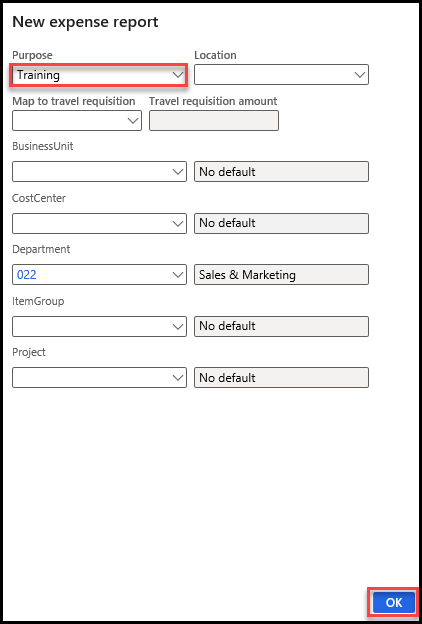 New expense report
Purpose Location
Training
Map to travel requisition Travel requisition amount
BusinessUnit
No default
CostCenter
No default
Department
022 Sales & Marketing
ItemGroup
No default
Project
No default
OK